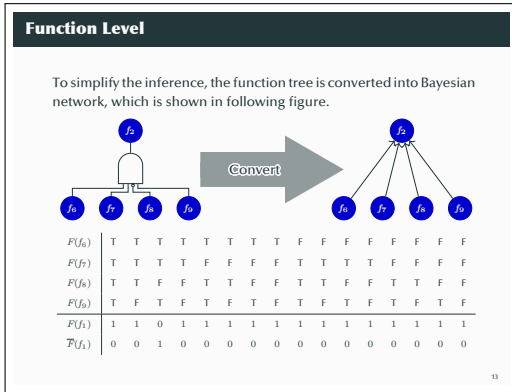 Function Level
To simplify the inference, the function tree is converted into Bayesian
network, which is shown in following figure.
f2 f2
Convert
f6 f7 f8 f9 f6 f7 f8 f9
F(f6) T T T T T T T T F F F F F F F F
F(f7) T T T T F F F F T T T T F F F F
F(f8) T T F F T T F F T T F F T T F F
F(f9) T F T F T F T F T F T F T F T F
F(f1) 1 1 0 1 1 1 1 1 1 1 1 1 1 1 1 1
F̅(f1) 0 0 1 0 0 0 0 0 0 0 0 0 0 0 0 0
13